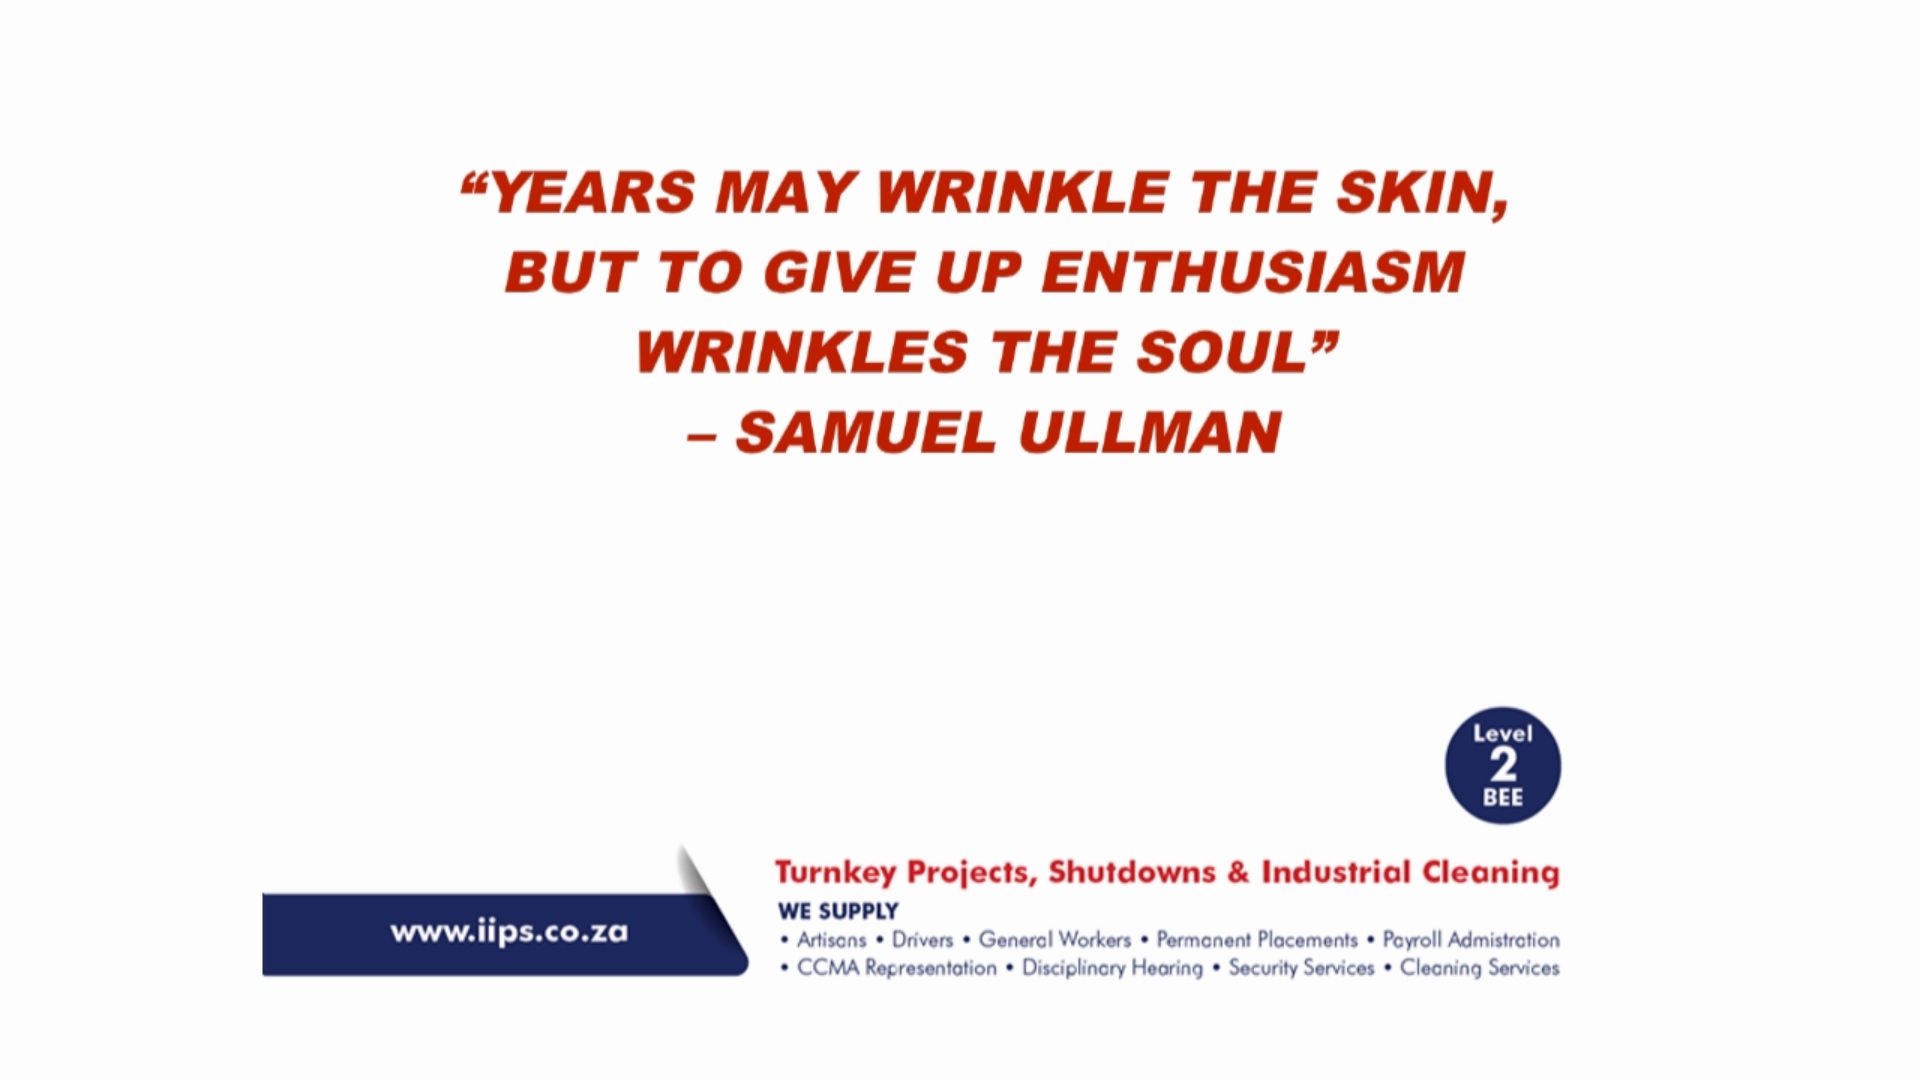 “YEARS MAY WRINKLE THE SKIN,
BUT TO GIVE UP ENTHUSIASM
WRINKLES THE SOUL”
– SAMUEL ULLMAN
Level
2
BEE
www.iips.co.za
Turnkey Projects, Shutdowns & Industrial Cleaning
WE SUPPLY
• Artisans • Drivers • General Workers • Permanent Placements • Payroll Admistration
• CCMA Representation • Disciplinary Hearing • Security Services • Cleaning Services